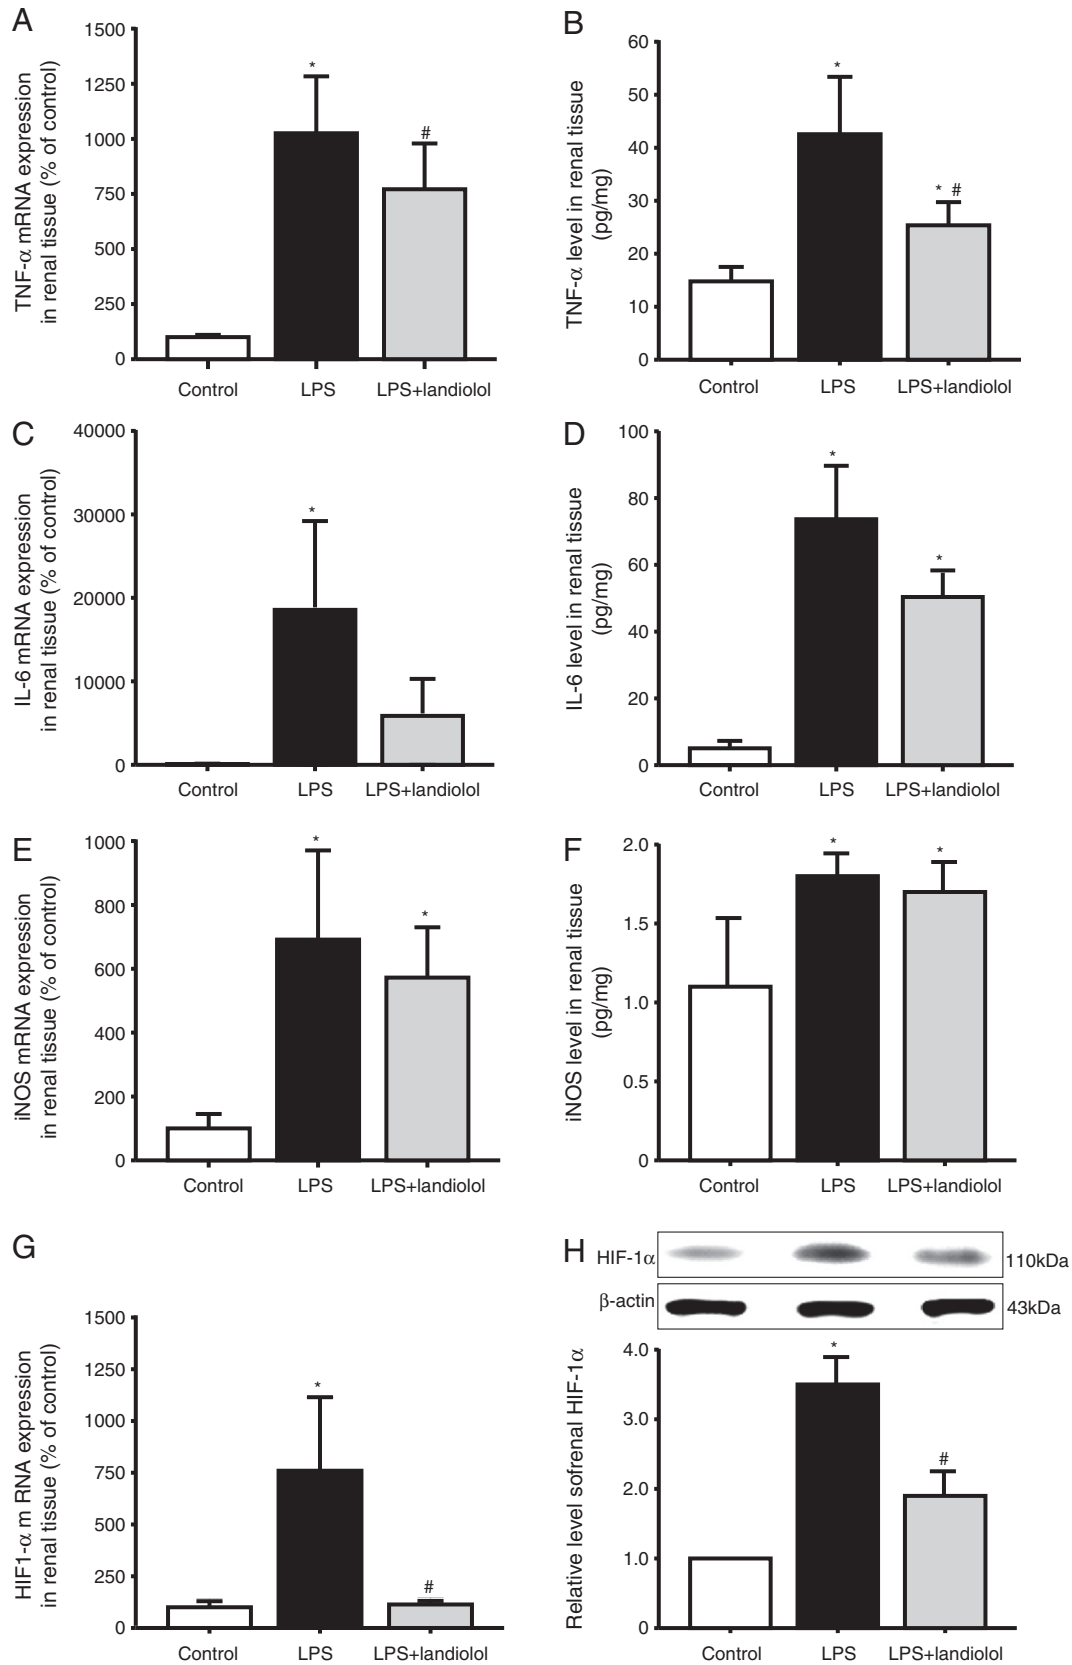 A
TNF-α mRNA expression
in renal tissue (% of control)
1500
1250
1000
750
500
250
0
*
#
Control LPS LPS+landiolol
B
TNF-α level in renal tissue
(pg/mg)
60
50
40
30
20
10
0
*
* #
Control LPS LPS+landiolol
C
IL-6 mRNA expression
in renal tissue (% of control)
40000
30000
20000
10000
0
*
Control LPS LPS+landiolol
D
IL-6 level in renal tissue
(pg/mg)
100
80
60
40
20
0
*
*
Control LPS LPS+landiolol
E
iNOS mRNA expression
in renal tissue (% of control)
1000
800
600
400
200
0
*
*
Control LPS LPS+landiolol
F
iNOS level in renal tissue
(pg/mg)
2.0
1.5
1.0
0.5
0
*
*
Control LPS LPS+landiolol
G
HIF1-α m RNA expression
in renal tissue (% of control)
1500
1250
1000
750
500
250
0
*
#
Control LPS LPS+landiolol
H
HIF-1α 110kDa
β-actin 43kDa
Relative level sofrenal HIF-1α
4.0
3.0
2.0
1.0
0
*
#
Control LPS LPS+landiolol